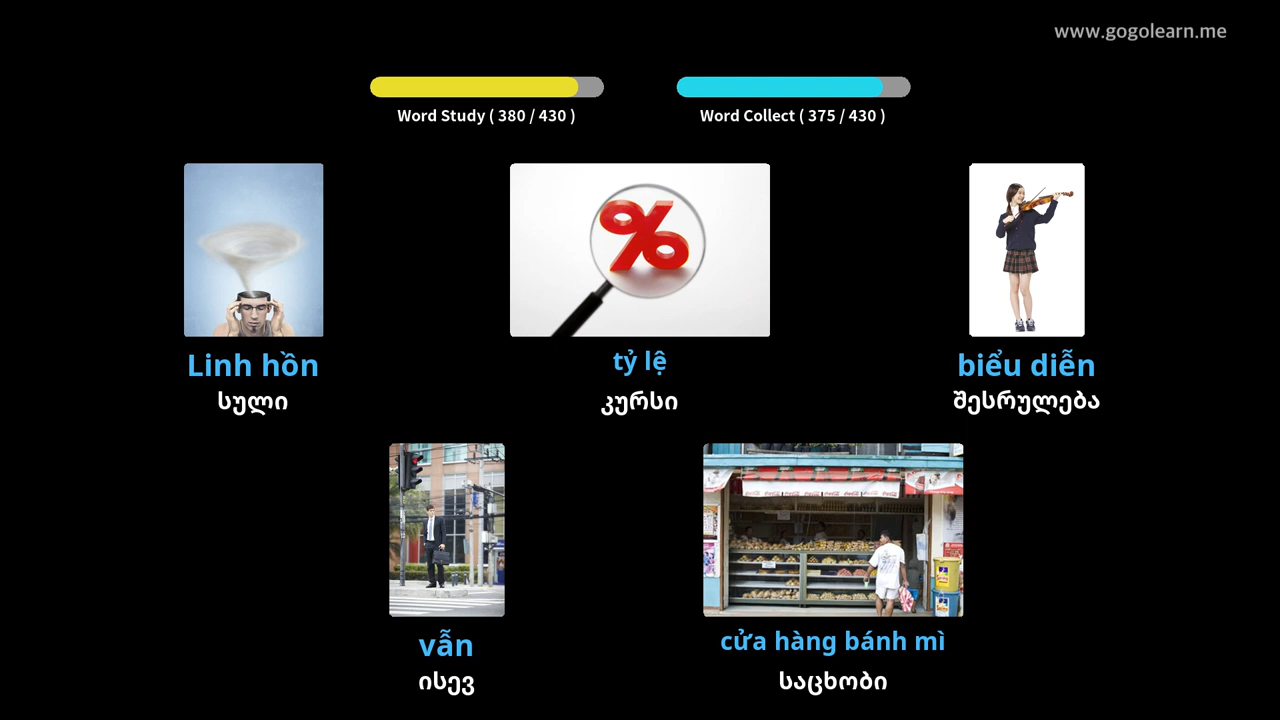 www.gogolearn.me
Word Study ( 380 / 430 )
Word Collect ( 375 / 430 )
Linh hồn
სული
tỷ lệ
კურსი
biểu diễn
შესრულება
vẫn
ისევ
cửa hàng bánh mì
საცხობი